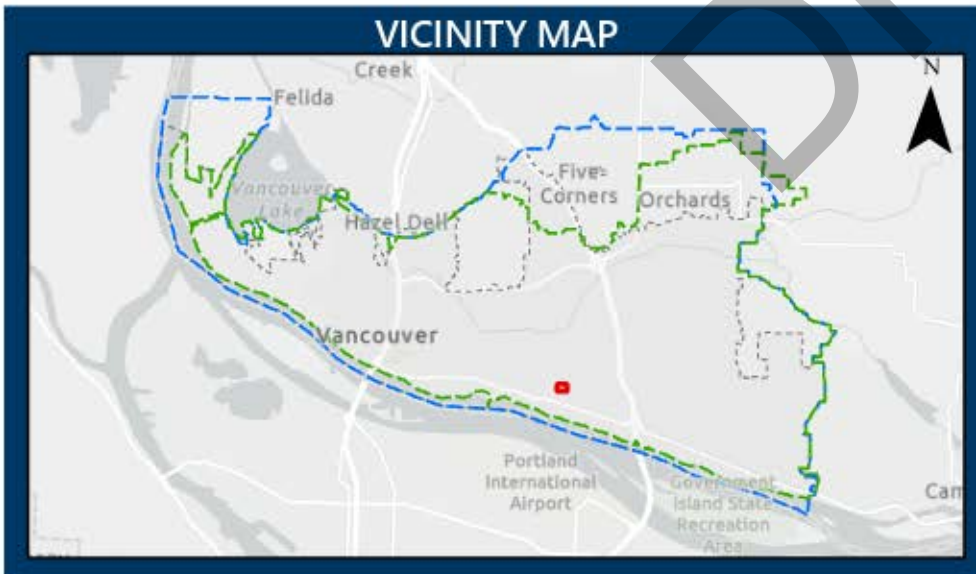 VICINITY MAP
Creek
N
Felida
Vancouver
Lake
Five
Corners
Orchards
Hazel Dell
Vancouver
Portland
International
Airport
Government
Island State
Recreation
Area
Cam